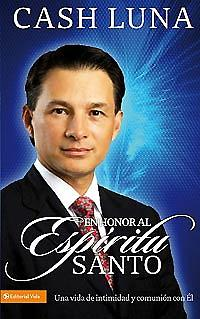 CASH LUNA
EN HONOR AL
Espíritu
SANTO
Editorial Vida
Una vida de intimidad y comunión con Él